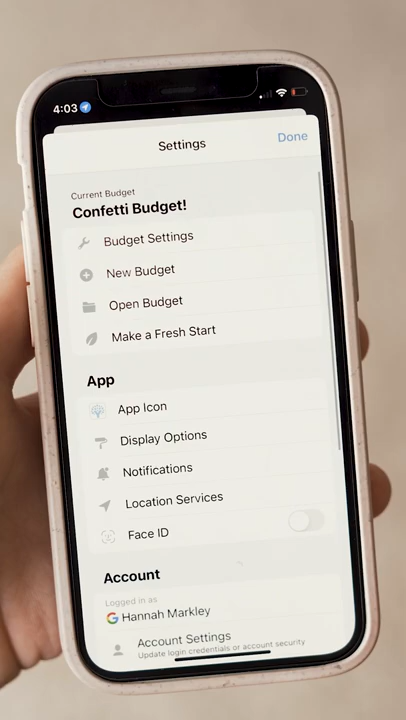 4:03
Settings
Done
Current Budget
Confetti Budget!
Budget Settings
New Budget
Open Budget
Make a Fresh Start
App
App Icon
Display Options
Notifications
Location Services
Face ID
Account
Logged in as
Hannah Markley
Account Settings
Update login credentials or account security